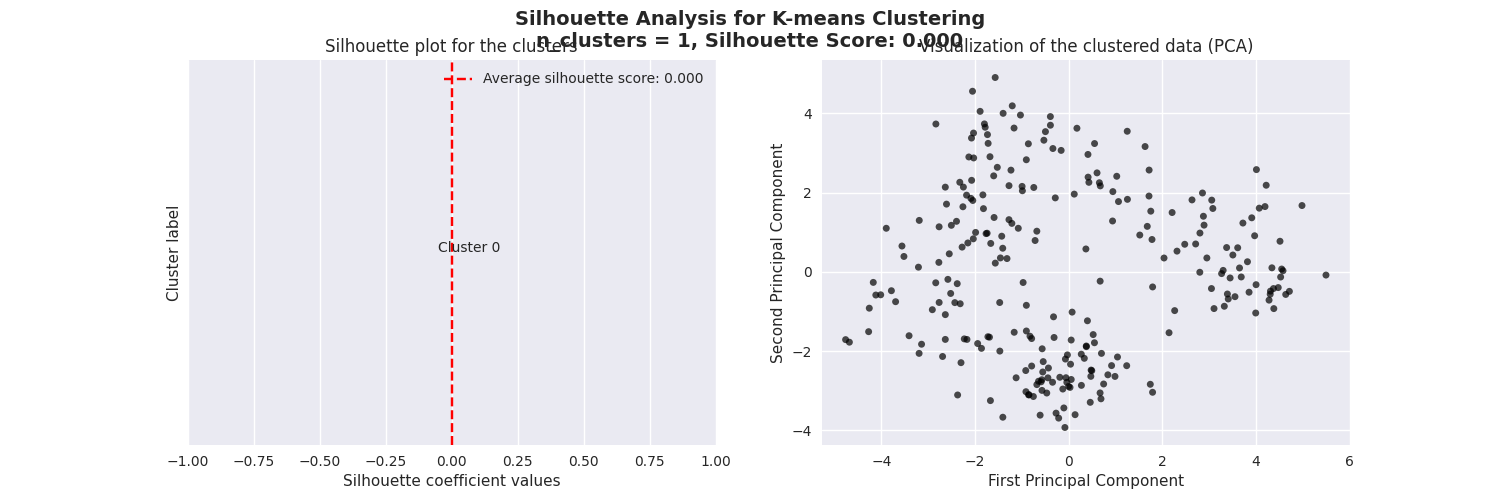 Silhouette Analysis for K-means Clustering
n_clusters = 1, Silhouette Score: 0.000
Silhouette plot for the clusters
Average silhouette score: 0.000
Cluster 0
Cluster label
−1.00 −0.75 −0.50 −0.25 0.00 0.25 0.50 0.75 1.00
Silhouette coefficient values
Visualization of the clustered data (PCA)
Second Principal Component
4
2
0
−2
−4
−4 −2 0 2 4 6
First Principal Component